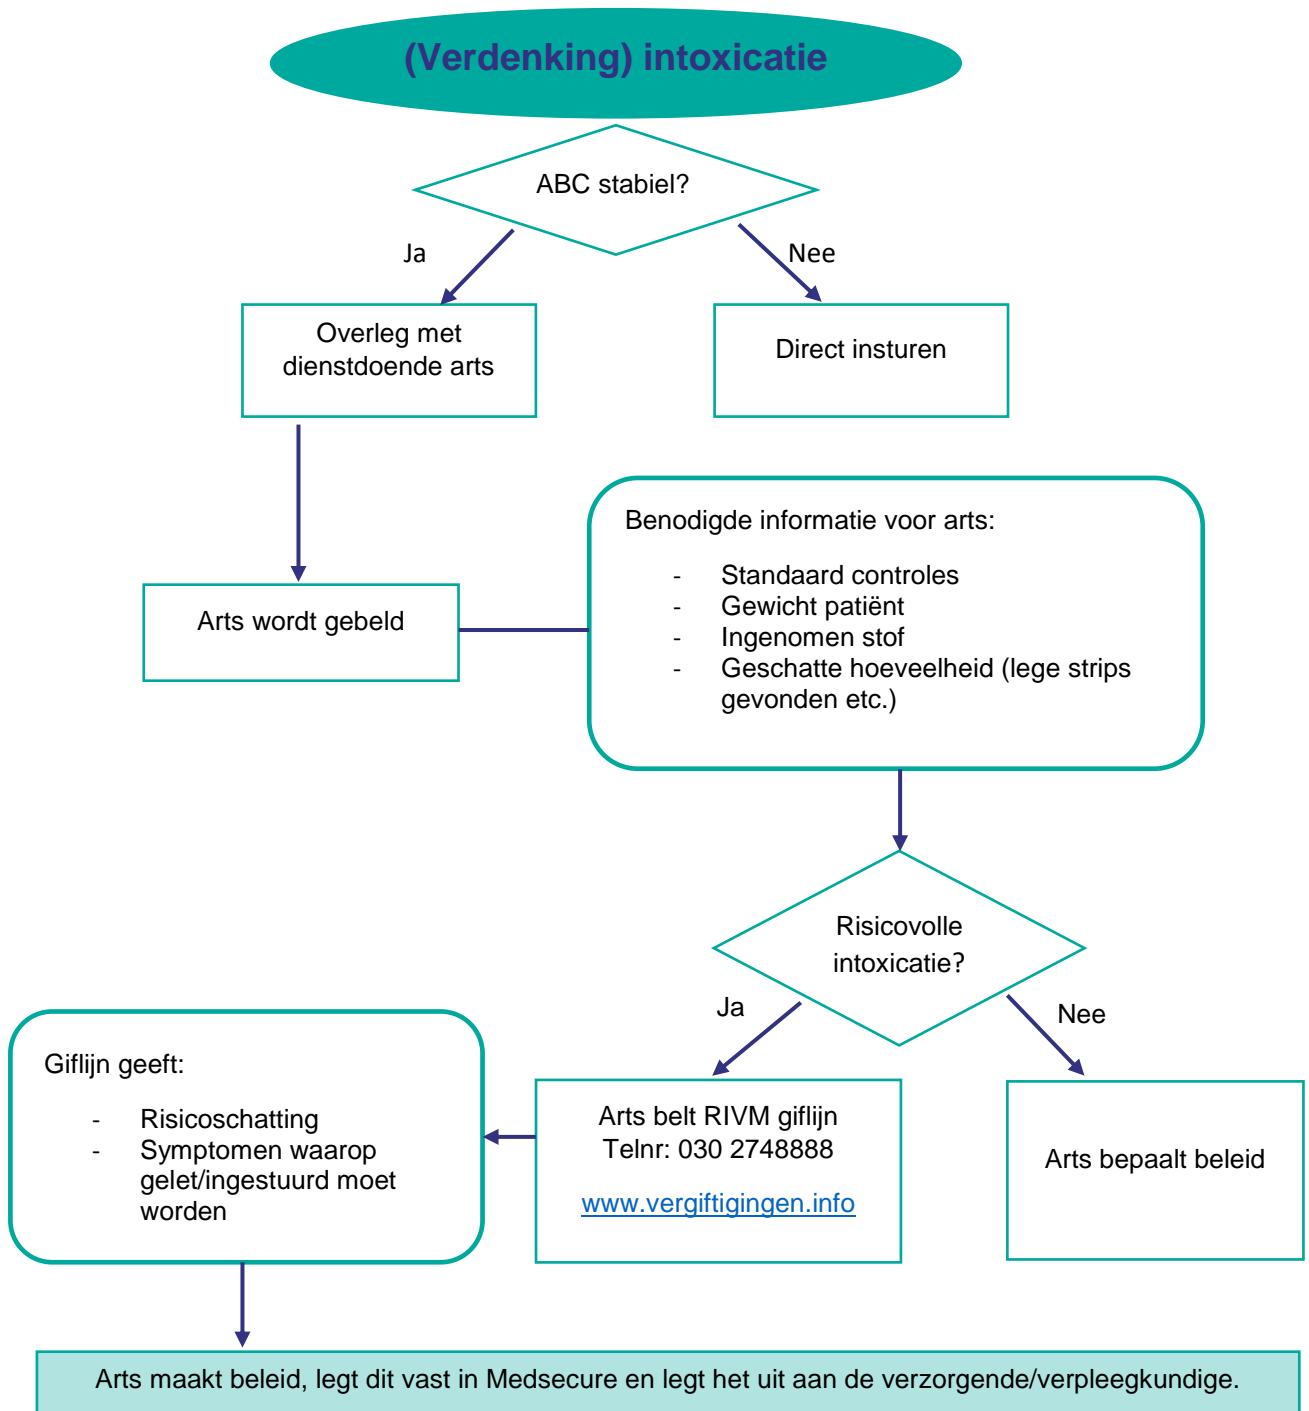 (Verdenking) intoxicatie
ABC stabiel?
Ja
Nee
Overleg met
dienstdoende arts
Direct insturen
Benodigde informatie voor arts:
- Standaard controles
- Gewicht patiënt
- Ingenomen stof
- Geschatte hoeveelheid (lege strips
gevonden etc.)
Arts wordt gebeld
Risicovolle
intoxicatie?
Ja
Nee
Giflijn geeft:
- Risicoschatting
- Symptomen waarop
gelet/ingestuurd moet
worden
Arts belt RIVM giflijn
Telnr: 030 2748888
www.vergiftigingen.info
Arts bepaalt beleid
Arts maakt beleid, legt dit vast in Medsecure en legt het uit aan de verzorgende/verpleegkundige.